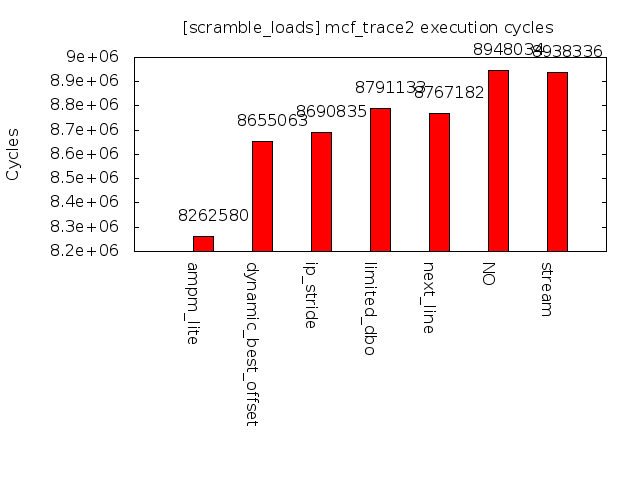 [scramble_loads] mcf_trace2 execution cycles
Cycles
9e+06
8.9e+06
8.8e+06
8.7e+06
8.6e+06
8.5e+06
8.4e+06
8.3e+06
8.2e+06
8262580
8655063
8690835
8791133
8767182
8948034
8938336
ampm_lite
dynamic_best_offset
ip_stride
limited_dbo
next_line
NO
stream